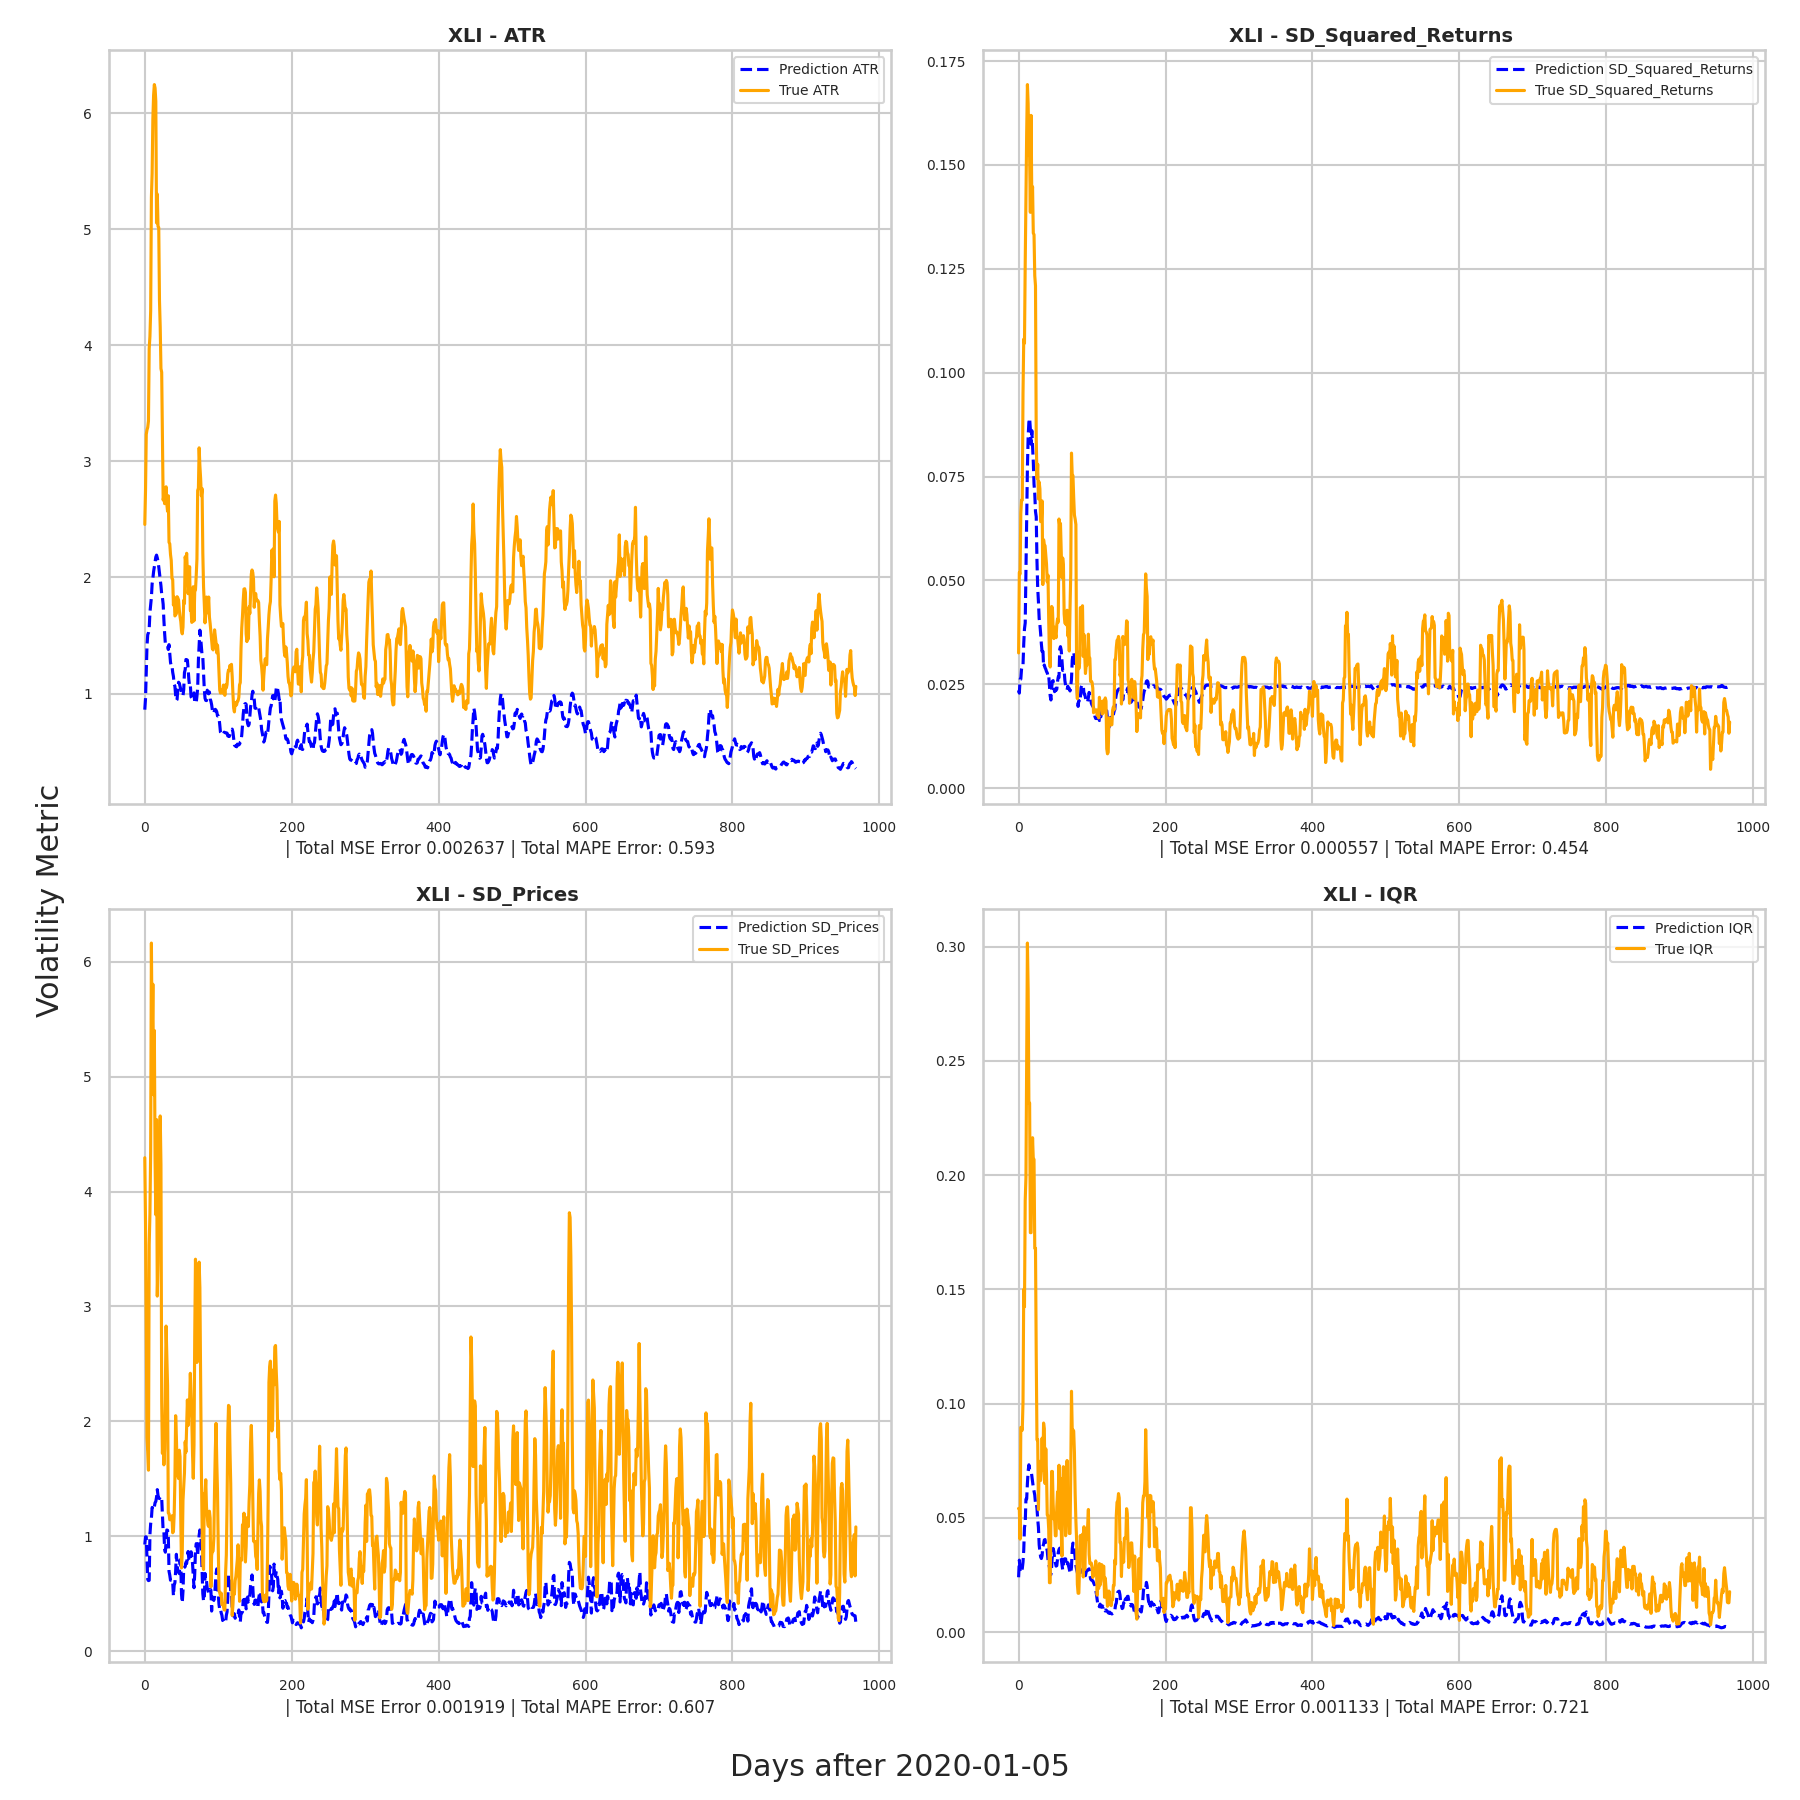 XLI - ATR
Prediction ATR
True ATR
6
5
4
3
2
1
0
200
400
600
800
1000
| Total MSE Error 0.002637 | Total MAPE Error: 0.593
XLI - SD_Squared_Returns
Prediction SD_Squared_Returns
True SD_Squared_Returns
0.175
0.150
0.125
0.100
0.075
0.050
0.025
0.000
0
200
400
600
800
1000
| Total MSE Error 0.000557 | Total MAPE Error: 0.454
Volatility Metric
XLI - SD_Prices
Prediction SD_Prices
True SD_Prices
6
5
4
3
2
1
0
0
200
400
600
800
1000
| Total MSE Error 0.001919 | Total MAPE Error: 0.607
XLI - IQR
Prediction IQR
True IQR
0.30
0.25
0.20
0.15
0.10
0.05
0.00
0
200
400
600
800
1000
| Total MSE Error 0.001133 | Total MAPE Error: 0.721
Days after 2020-01-05